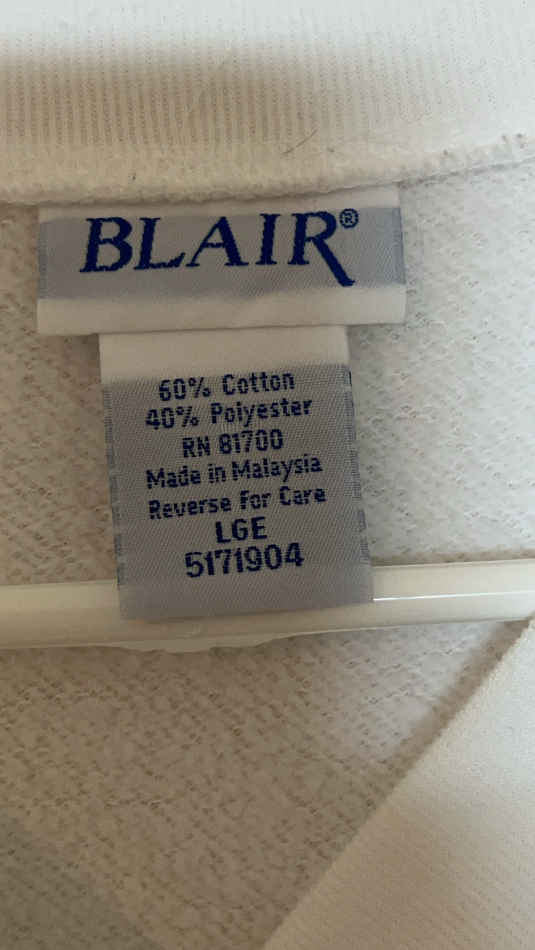 BLAIR®
60% Cotton
40% Polyester
RN 81700
Made in Malaysia
Reverse For Care
LGE
5171904